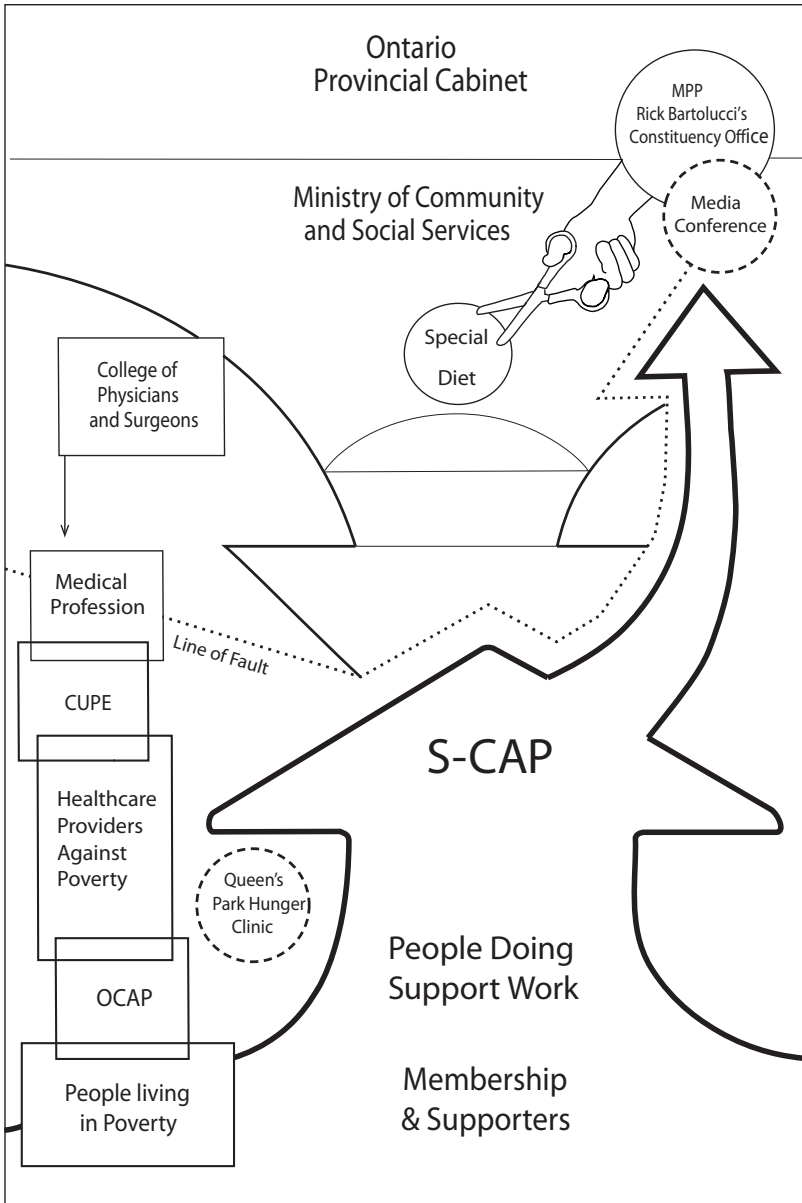 Ontario
Provincial Cabinet
MPP
Rick Bartolucci's
Constituency Office
Ministry of Community
and Social Services
Media
Conference
Special
Diet
College of
Physicians
and Surgeons
Medical
Profession
Line of Fault
CUPE
S-CAP
Healthcare
Providers
Against
Poverty
Queen's
Park Hunger
Clinic
People Doing
Support Work
OCAP
People living
in Poverty
Membership
& Supporters